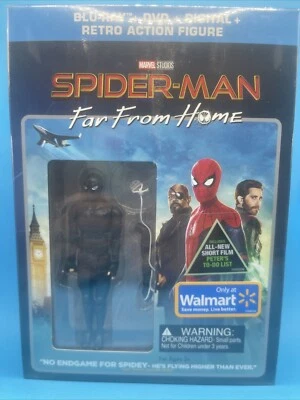 BLU-RAY + DVD + DIGITAL +
RETRO ACTION FIGURE
MARVEL STUDIOS
SPIDER-MAN
Far From Home
INCLUDES
ALL-NEW
SHORT FILM
PETER'S
TO-DO LIST
Only at
Walmart
Save money. Live better.
WARNING:
CHOKING HAZARD- Small parts.
Not for Children under 3 years.
"NO ENDGAME FOR SPIDEY - HE'S FLYING HIGHER THAN EVER."